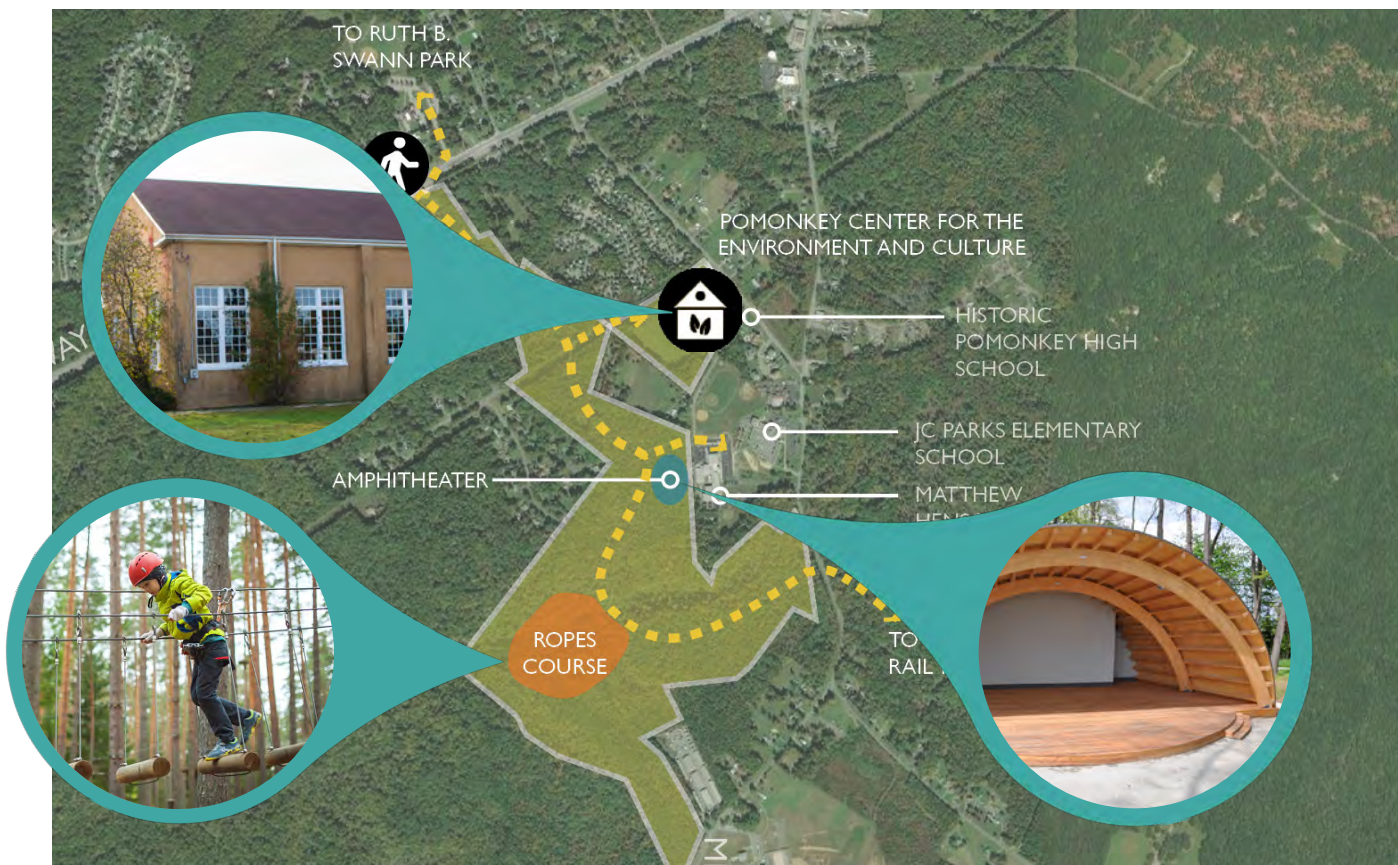 TO RUTH B.
SWANN PARK
POMONKEY CENTER FOR THE
ENVIRONMENT AND CULTURE
HISTORIC
POMONKEY HIGH
SCHOOL
JC PARKS ELEMENTARY
SCHOOL
AMPHITHEATER
MATTHEW
ROPES
COURSE
TO
RAIL